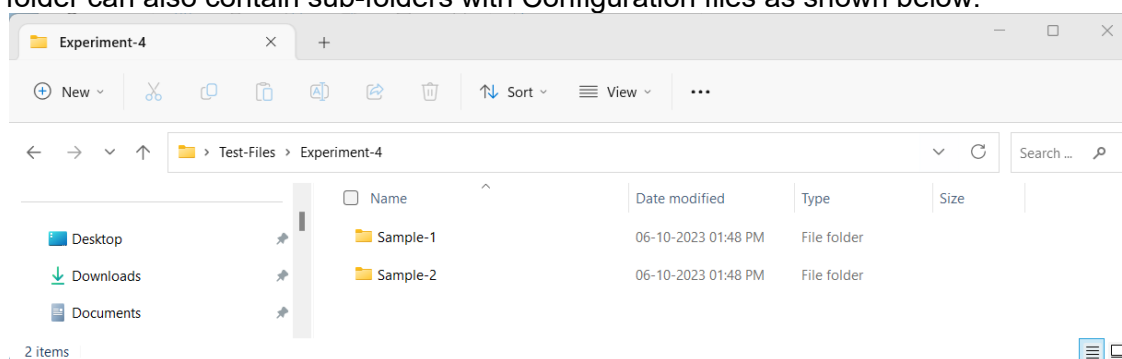 folder can also contain sub-folders with Configuration files as shown below.
Experiment-4
New Sort View
Test-Files Experiment-4 Search ...
Name Date modified Type Size
Desktop Sample-1 06-10-2023 01:48 PM File folder
Downloads Sample-2 06-10-2023 01:48 PM File folder
Documents
2 items